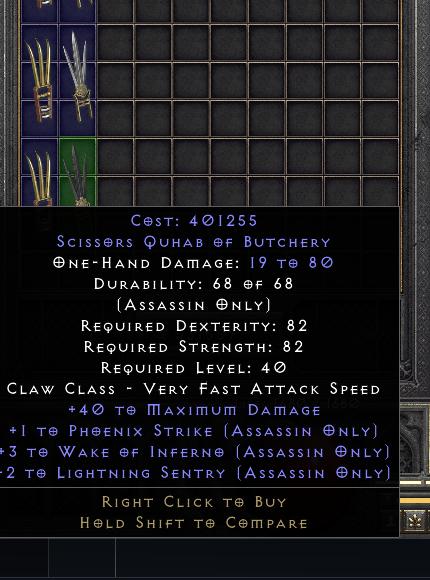 Cost: 401255
Scissors Quhab of Butchery
One-Hand Damage: 19 to 80
Durability: 68 of 68
(Assassin Only)
Required Dexterity: 82
Required Strength: 82
Required Level: 40
Claw Class - Very Fast Attack Speed
+40 to Maximum Damage
+1 to Phoenix Strike (Assassin Only)
+3 to Wake of Inferno (Assassin Only)
2 to Lightning Sentry (Assassin Only)
Right Click to Buy
Hold Shift to Compare